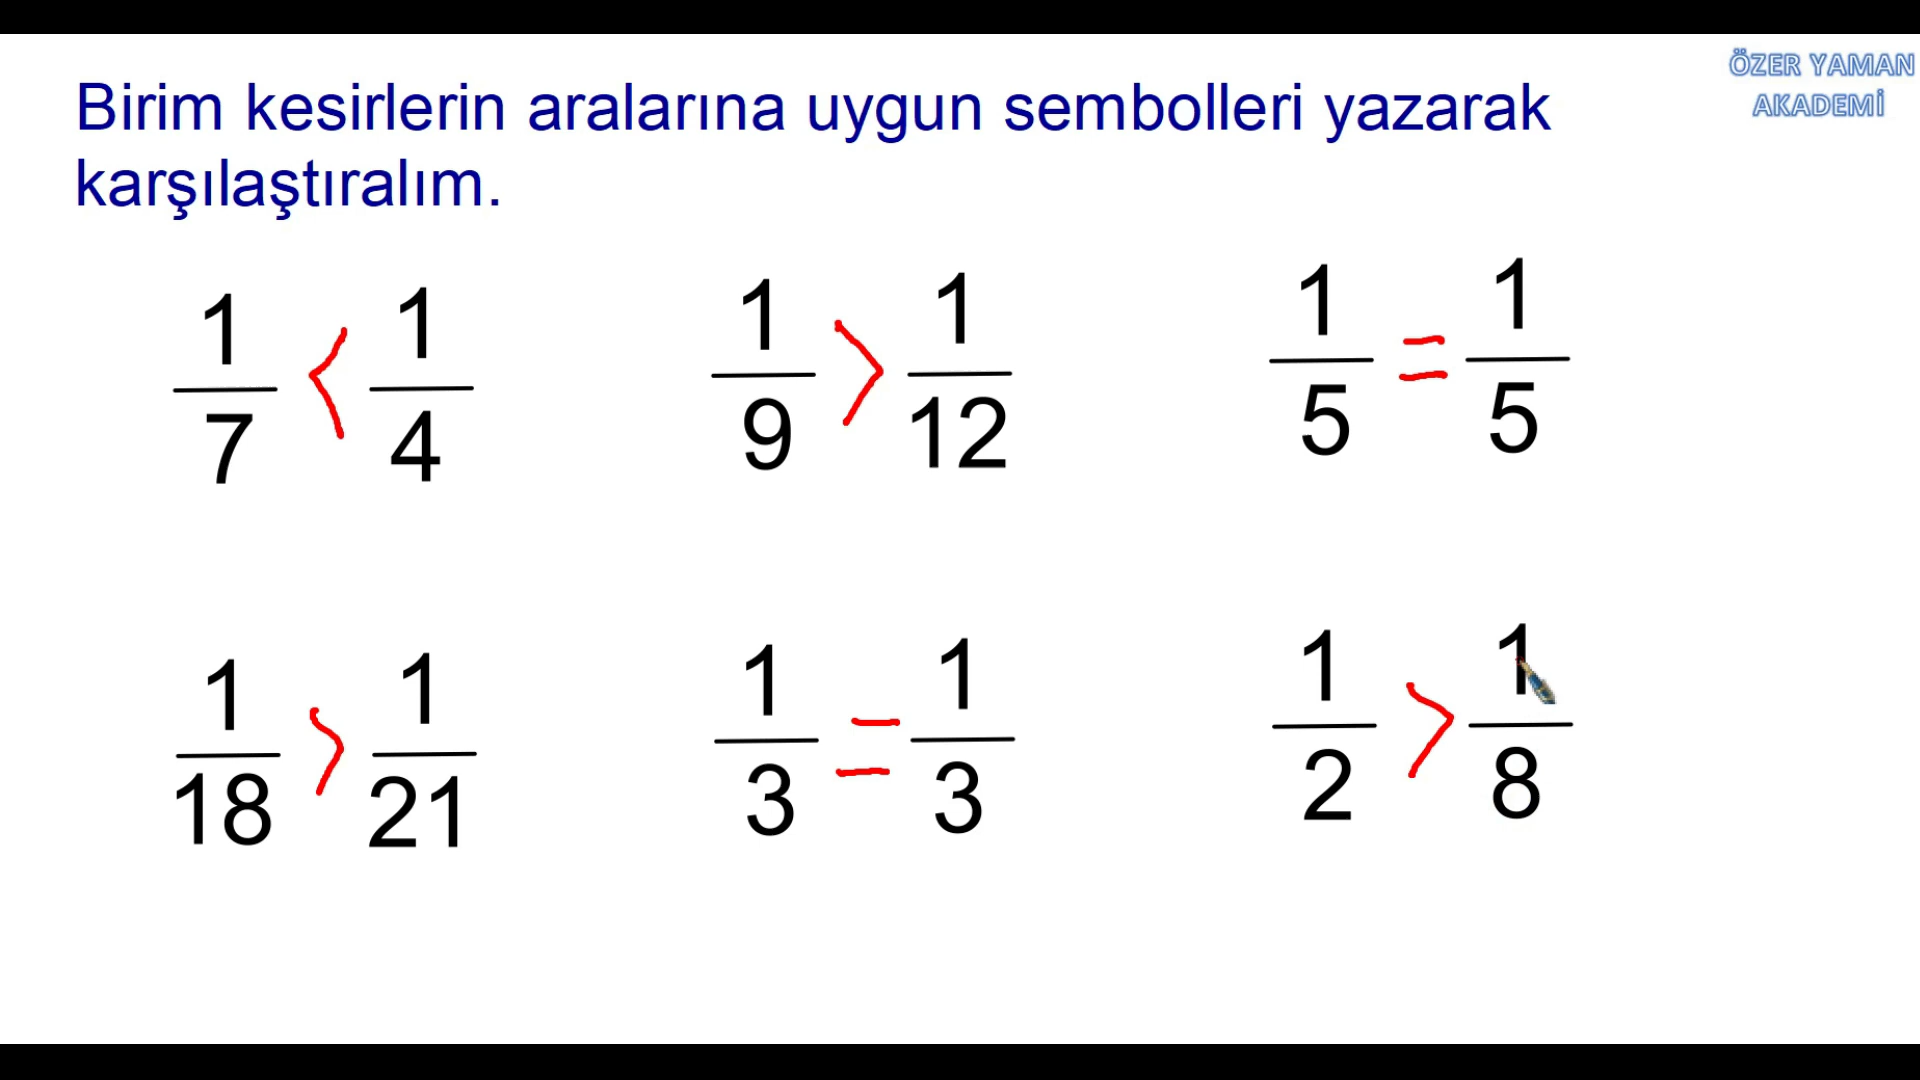 Birim kesirlerin aralarına uygun sembolleri yazarak
karşılaştıralım.
ÖZER YAMAN
AKADEMİ
1/7 < 1/4
1/9 > 1/12
1/5 = 1/5
1/18 > 1/21
1/3 = 1/3
1/2 > 1/8